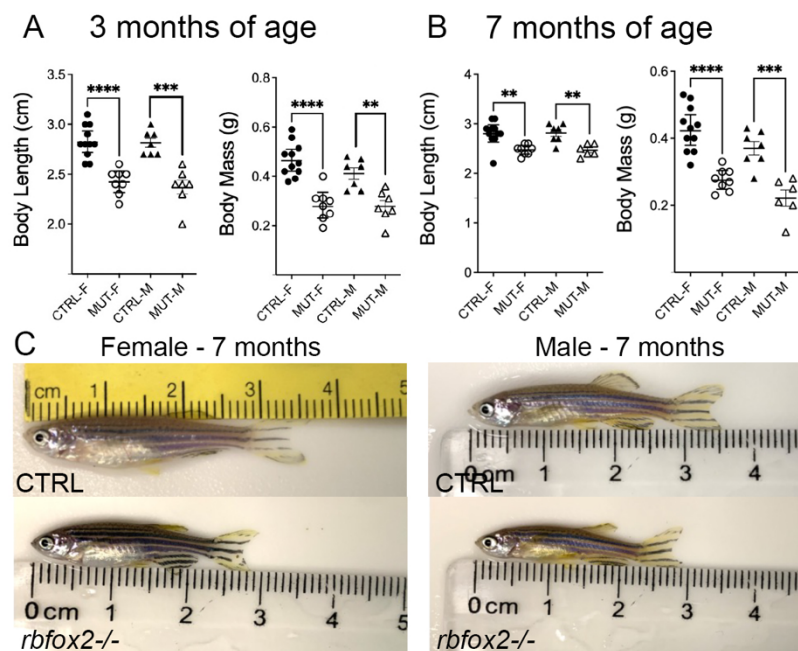 A 3 months of age
B 7 months of age
Body Length (cm)
3.5
3.0
2.5
2.0
****
***
CTRL-F
MUT-F
CTRL-M
MUT-M
Body Mass (g)
0.8
0.6
0.4
0.2
****
**
CTRL-F
MUT-F
CTRL-M
MUT-M
Body Length (cm)
4
3
2
1
0
**
**
CTRL-F
MUT-F
CTRL-M
MUT-M
Body Mass (g)
0.6
0.4
0.2
****
***
CTRL-F
MUT-F
CTRL-M
MUT-M
C
Female - 7 months
cm 1 2 3 4 5
CTRL
0 cm 1 2 3 4 5
rbfox2-/-
Male - 7 months
0cm 1 2 3 4
CTRL
0 cm 1 2 3 4
rbfox2-/-